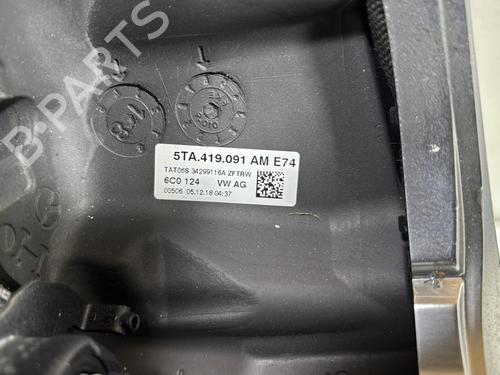 B-PARTS
5TA.419.091 AM E74
TAT06S 34299116A ZFTRW
6C0 124 VW AG
00506 05.12.18 04:37